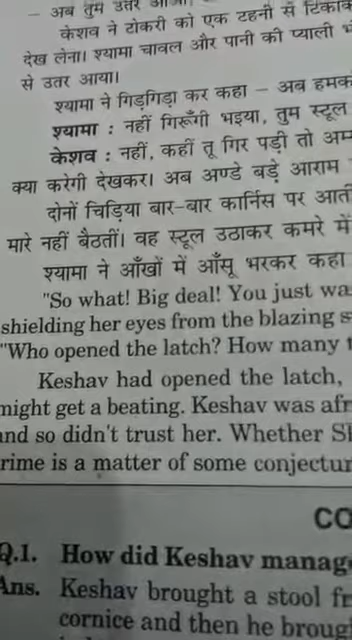 – अब तुम उतर आओ
केशव ने टोकरी को एक टहनी से टिकाक
देख लेना। श्यामा चावल और पानी की प्याली
से उतर आया।
श्यामा ने गिड़गिड़ा कर कहा – अब हमक
श्यामा : नहीं गिरूँगी भइया, तुम स्टूल
केशव : नहीं, कहीं तू गिर पड़ी तो अम
क्या करेगी देखकर। अब अण्डे बड़े आराम
दोनों चिड़िया बार-बार कार्निस पर आती
मारे नहीं बैठतीं। वह स्टूल उठाकर कमरे में
श्यामा ने आँखों में आँसू भरकर कहा
"So what! Big deal! You just wa
shielding her eyes from the blazing s
"Who opened the latch? How many t
Keshav had opened the latch,
might get a beating. Keshav was afr
and so didn't trust her. Whether Sh
rime is a matter of some conjectur
CO
Q.1. How did Keshav manag
Ans. Keshav brought a stool fr
cornice and then he broug